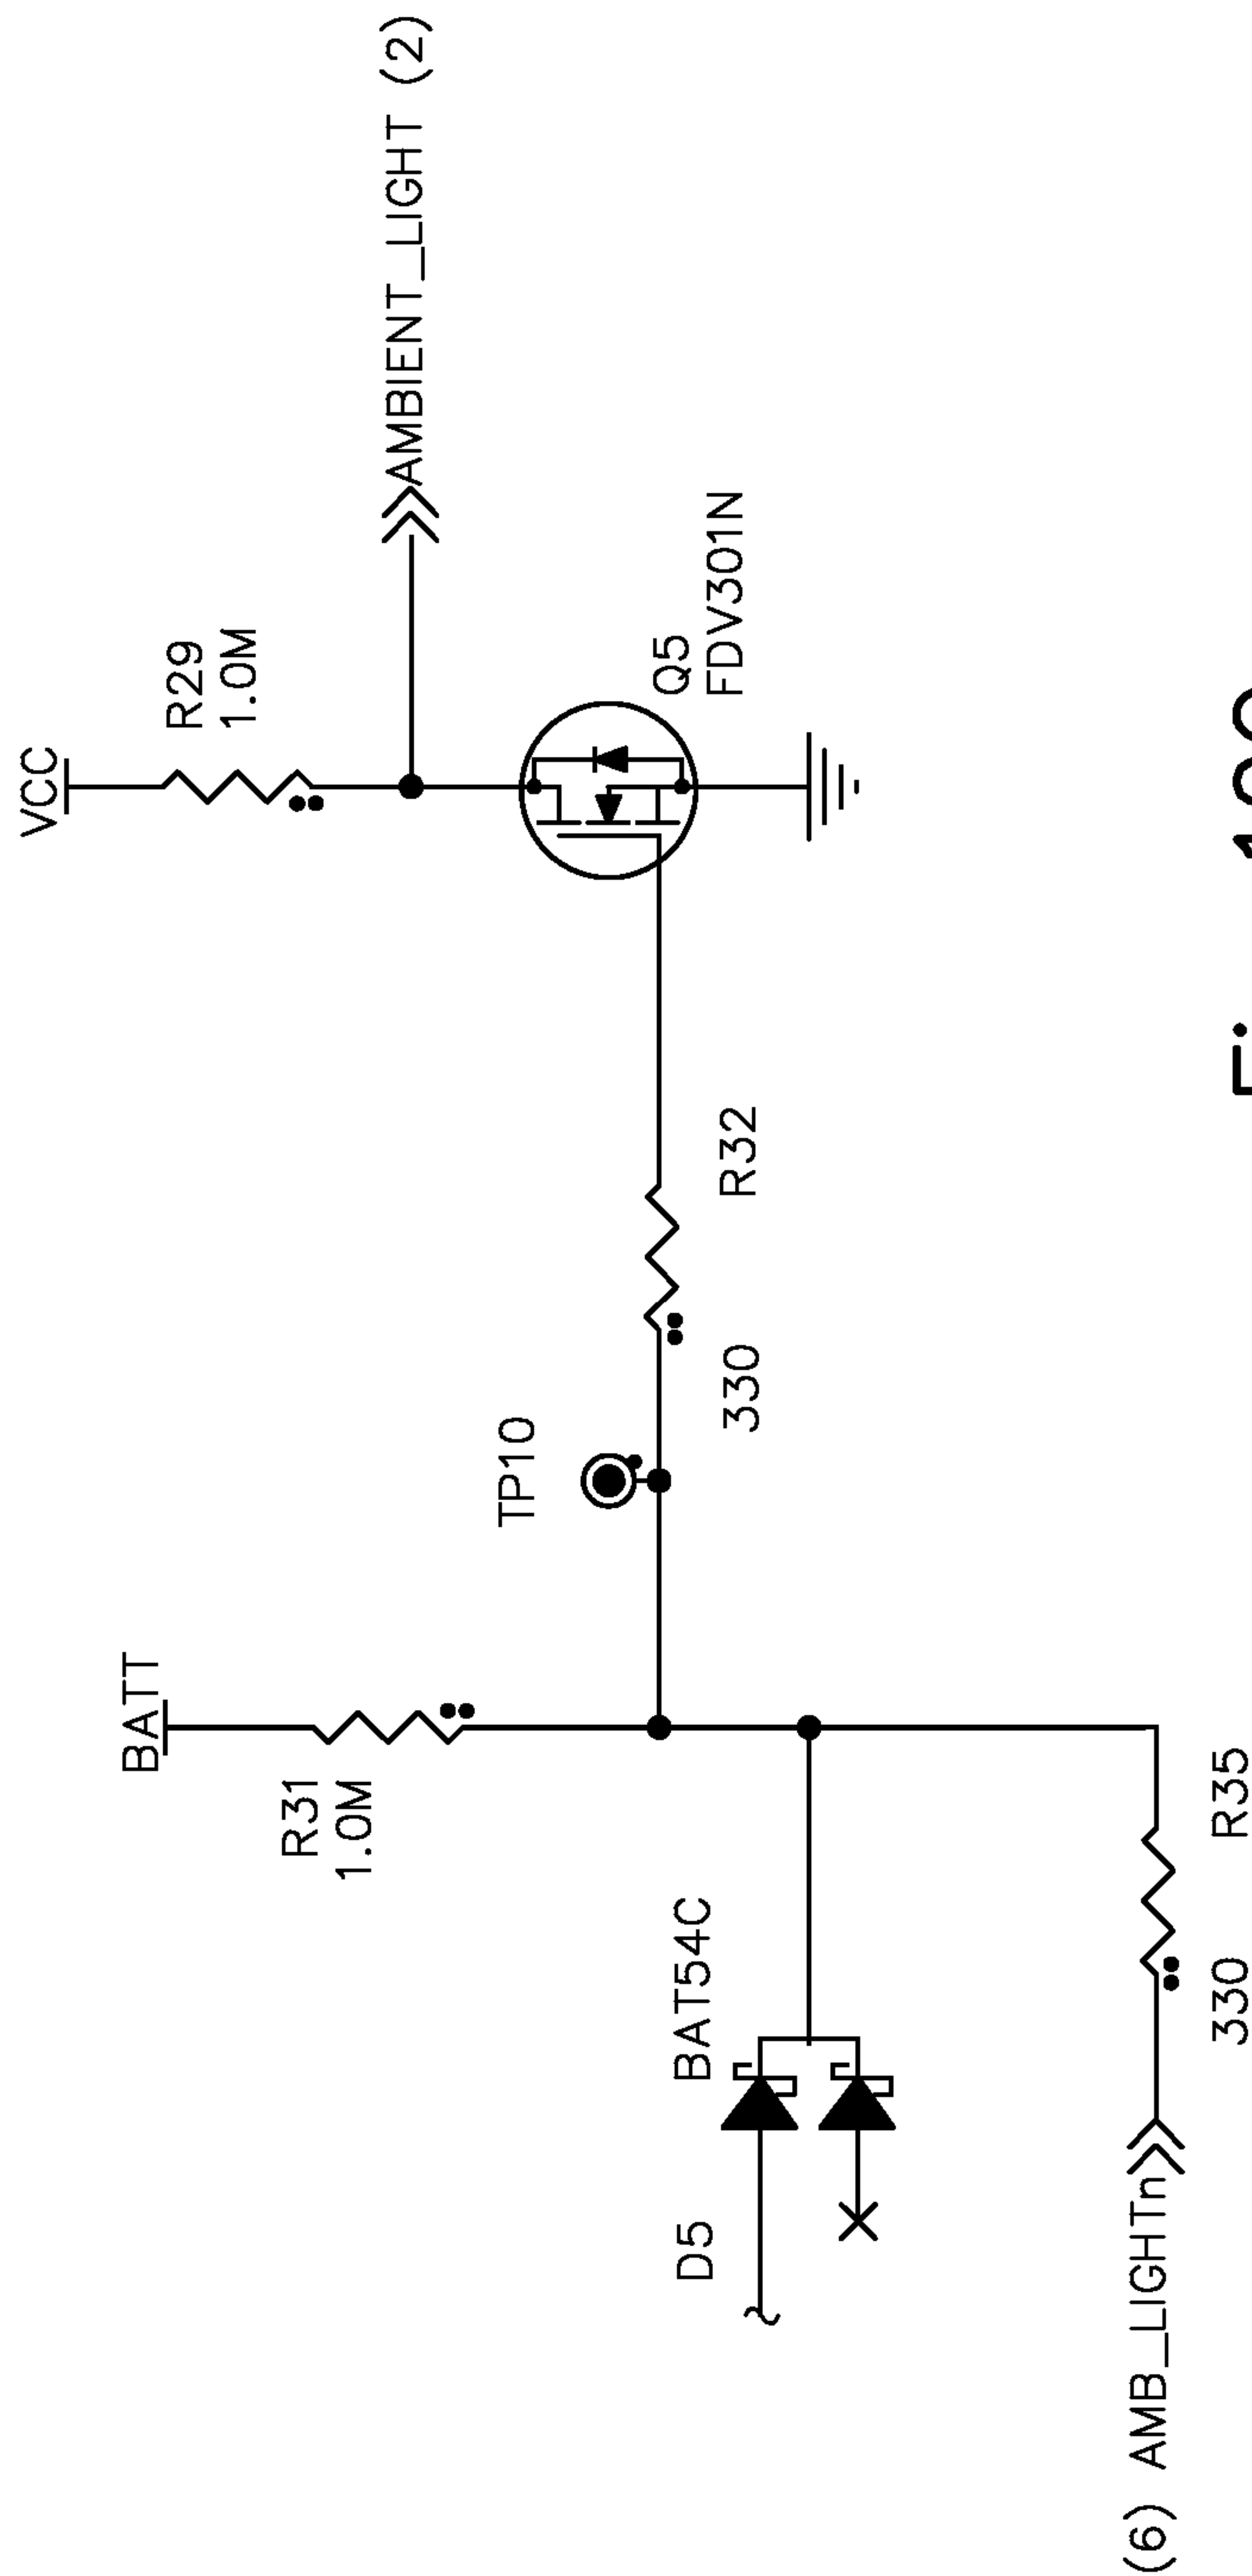 VCC
R29
1.0M
AMBIENT_LIGHT (2)
Q5
FDV301N
BATT
R31
1.0M
TP10
330
R32
D5
BAT54C
(6) AMB_LIGHTn
330
R35